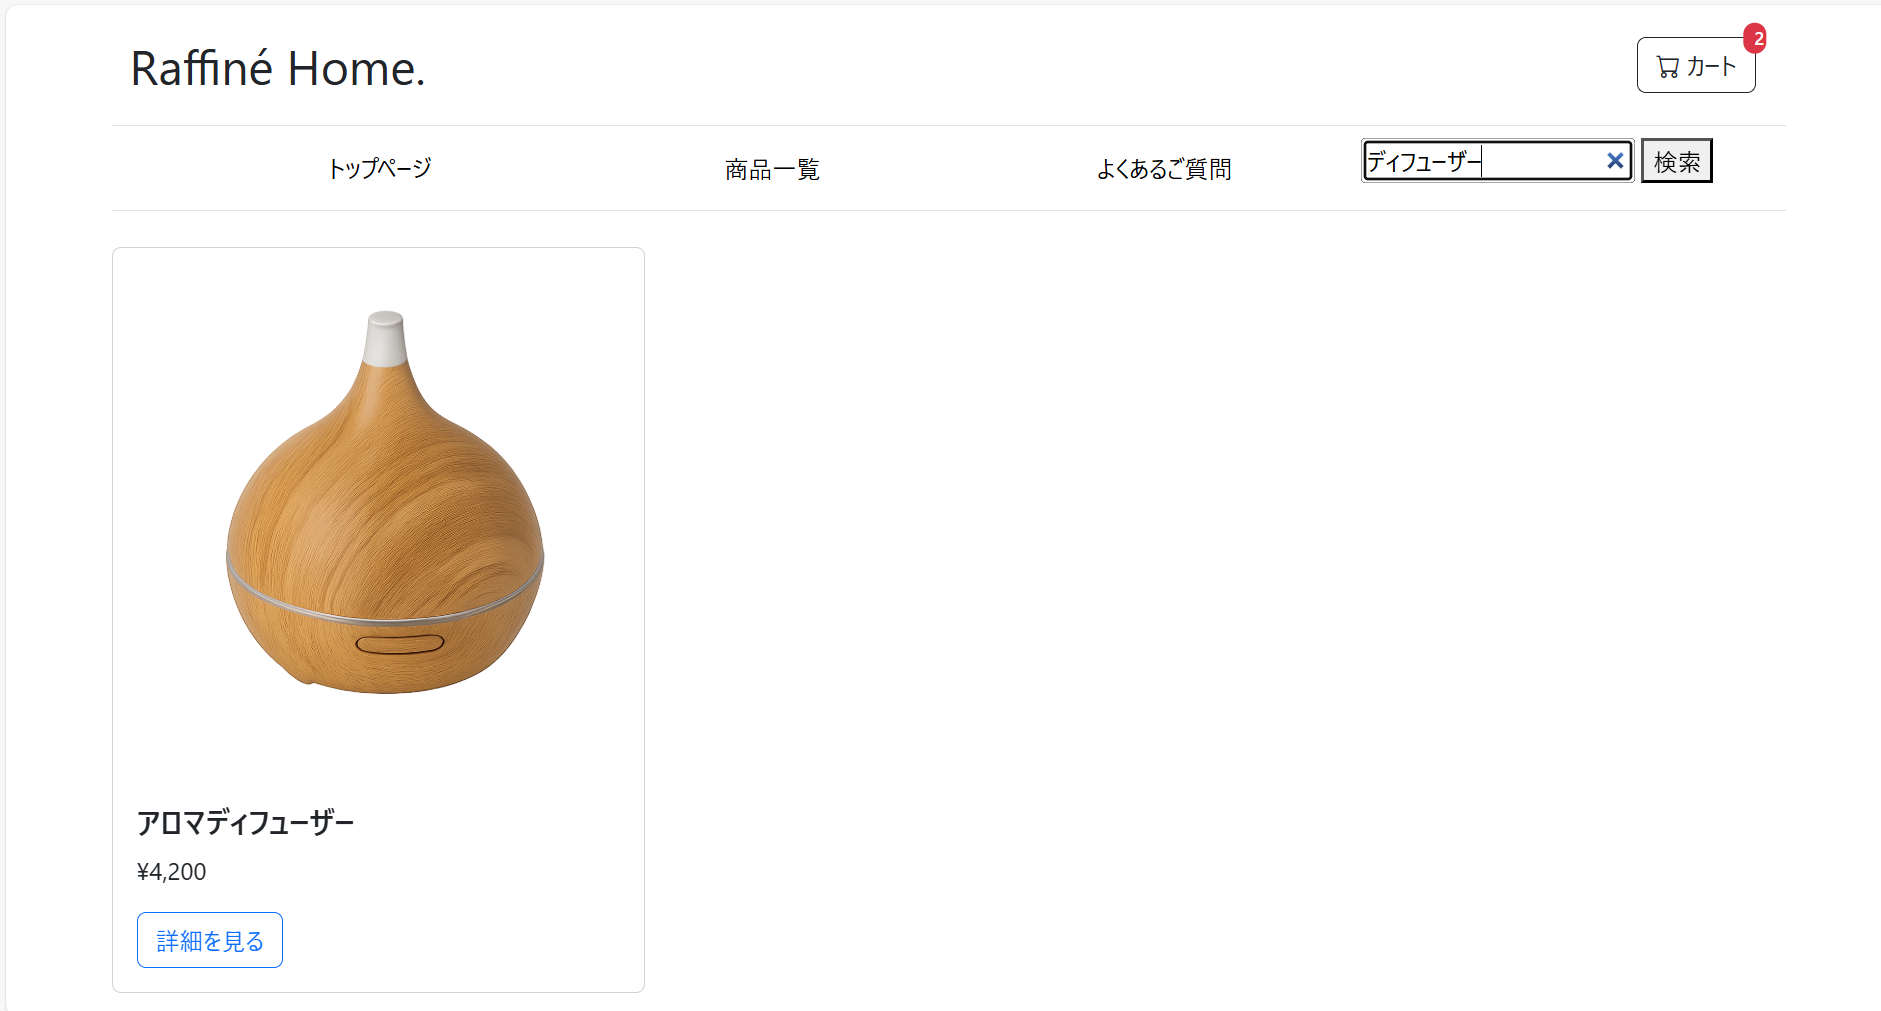 Raffiné Home.
2
カート
トップページ
商品一覧
よくあるご質問
ディフューザー
検索
アロマディフューザー
¥4,200
詳細を見る